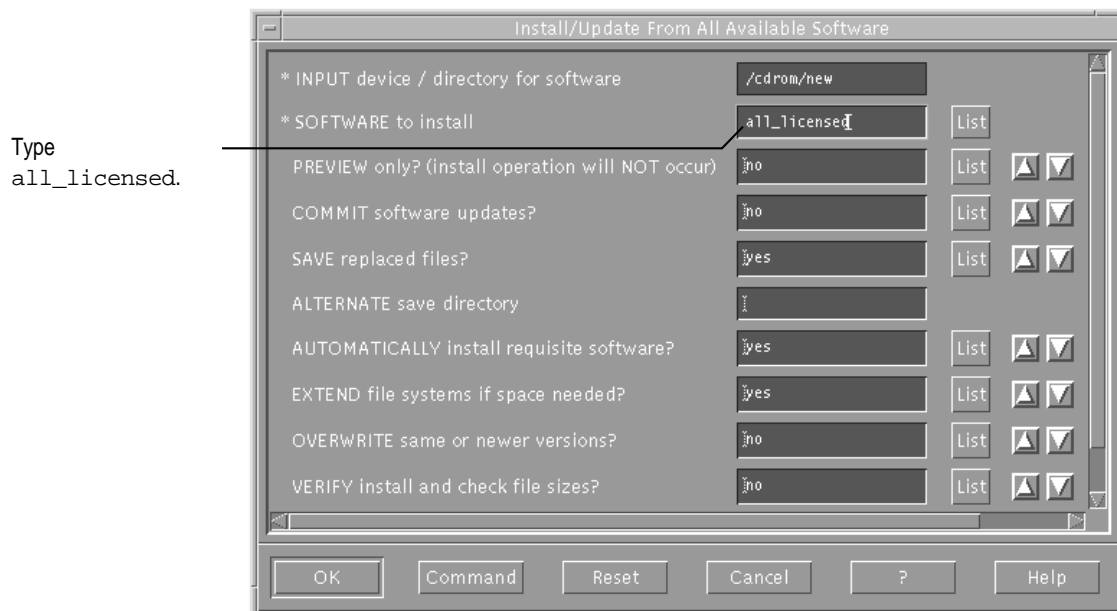 Install/Update From All Available Software
* INPUT device / directory for software /cdrom/new
* SOFTWARE to install all_licensed List
Type
all_licensed.
PREVIEW only? (install operation will NOT occur) no List
COMMIT software updates? no List
SAVE replaced files? yes List
ALTERNATE save directory
AUTOMATICALLY install requisite software? yes List
EXTEND file systems if space needed? yes List
OVERWRITE same or newer versions? no List
VERIFY install and check file sizes? no List
OK Command Reset Cancel ? Help